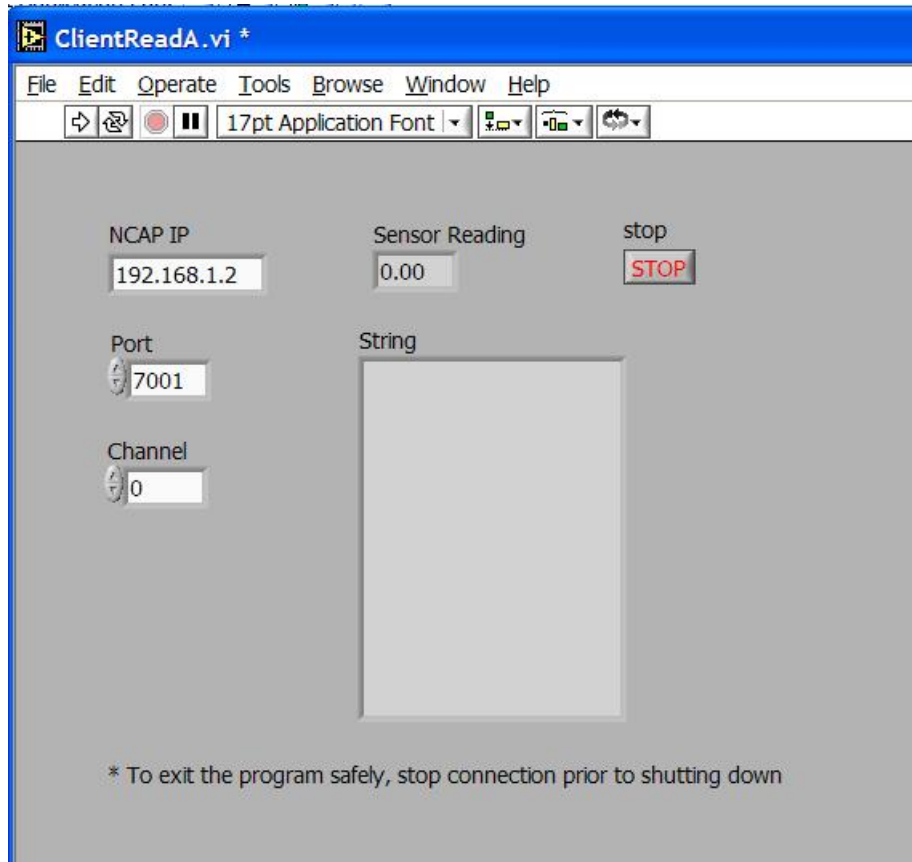 ClientReadA.vi *
File Edit Operate Tools Browse Window Help
17pt Application Font
NCAP IP
192.168.1.2
Sensor Reading
0.00
stop
STOP
Port
7001
String
Channel
0
* To exit the program safely, stop connection prior to shutting down